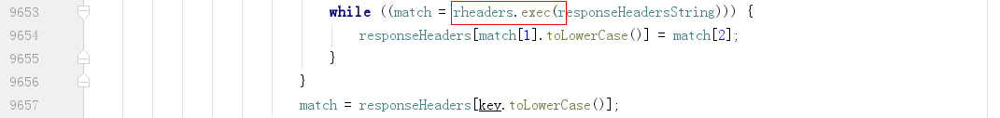 9653 while ((match = rheaders.exec(responseHeadersString))) {
9654 responseHeaders[match[1].toLowerCase()] = match[2];
9655 }
9656 }
9657 match = responseHeaders[key.toLowerCase()];